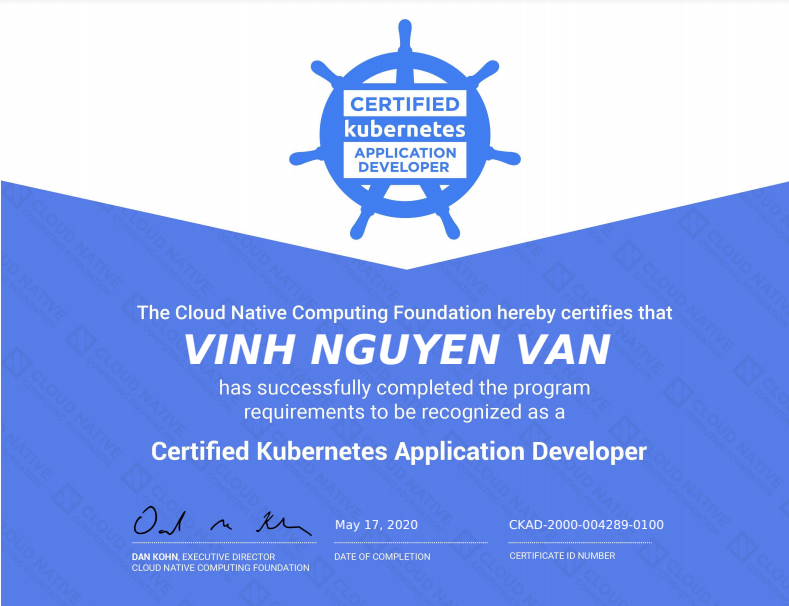 CERTIFIED
kubernetes
APPLICATION
DEVELOPER
The Cloud Native Computing Foundation hereby certifies that
VINH NGUYEN VAN
has successfully completed the program
requirements to be recognized as a
Certified Kubernetes Application Developer
May 17, 2020
CKAD-2000-004289-0100
DAN KOHN, EXECUTIVE DIRECTOR
CLOUD NATIVE COMPUTING FOUNDATION
DATE OF COMPLETION
CERTIFICATE ID NUMBER
CLOUD NATIVE